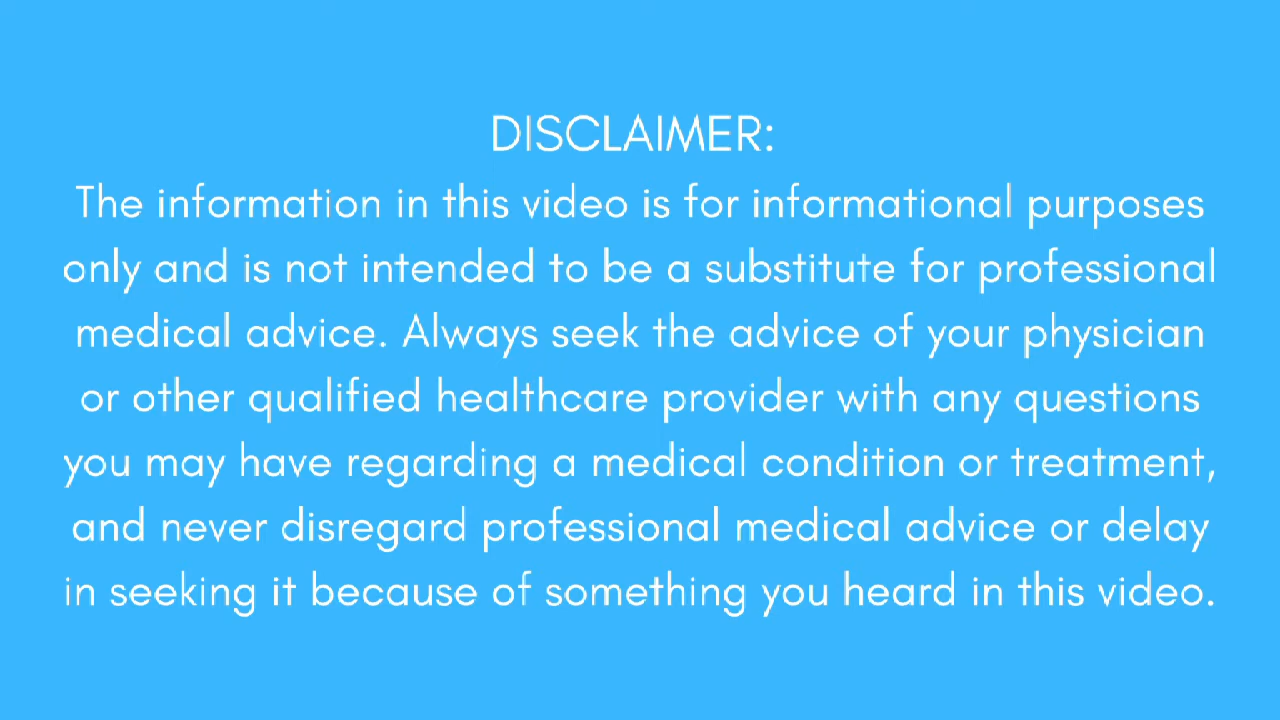 DISCLAIMER:
The information in this video is for informational purposes
only and is not intended to be a substitute for professional
medical advice. Always seek the advice of your physician
or other qualified healthcare provider with any questions
you may have regarding a medical condition or treatment,
and never disregard professional medical advice or delay
in seeking it because of something you heard in this video.